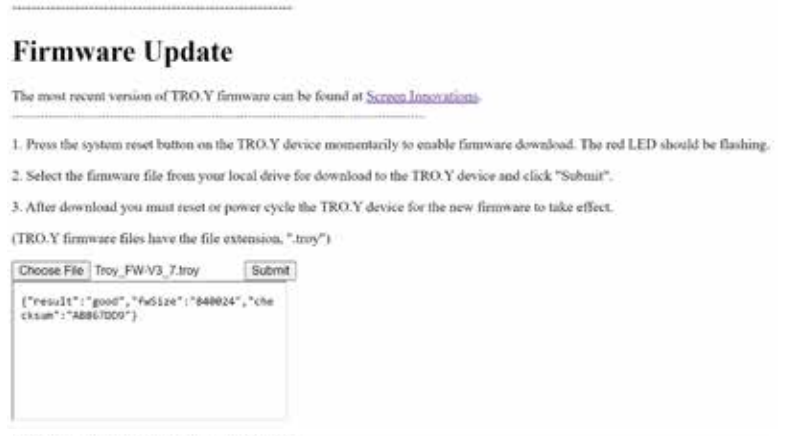 Firmware Update
The most recent version of TRO.Y firmware can be found at Screen Innovations.
1. Press the system reset button on the TRO.Y device momentarily to enable firmware download. The red LED should be flashing.
2. Select the firmware file from your local drive for download to the TRO.Y device and click "Submit".
3. After download you must reset or power cycle the TRO.Y device for the new firmware to take effect.
(TRO.Y firmware files have the file extension, ".troy")
Choose File Troy_FW-V3_7.troy Submit
{"result":"good","fwSize":"840024","che
cksum":"AB867DD9"}